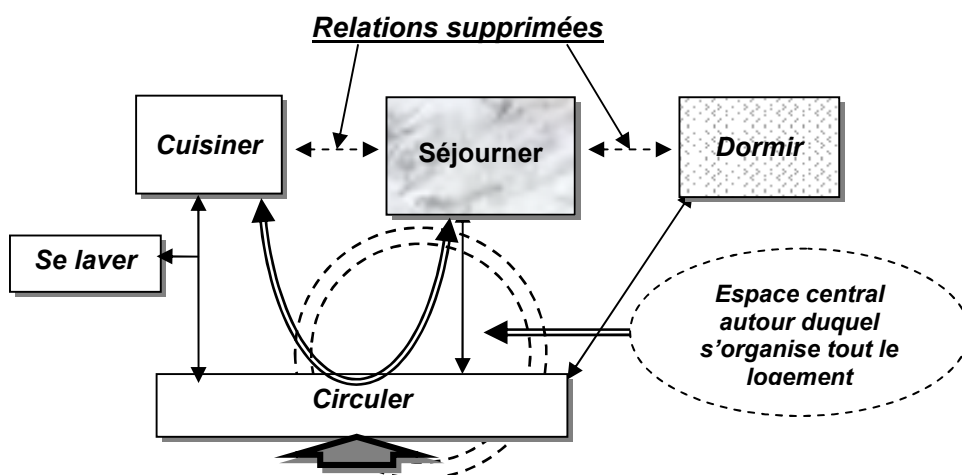 Relations supprimées
Cuisiner
Séjourner
Dormir
Se laver
Espace central
autour duquel
s’organise tout le
logement
Circuler